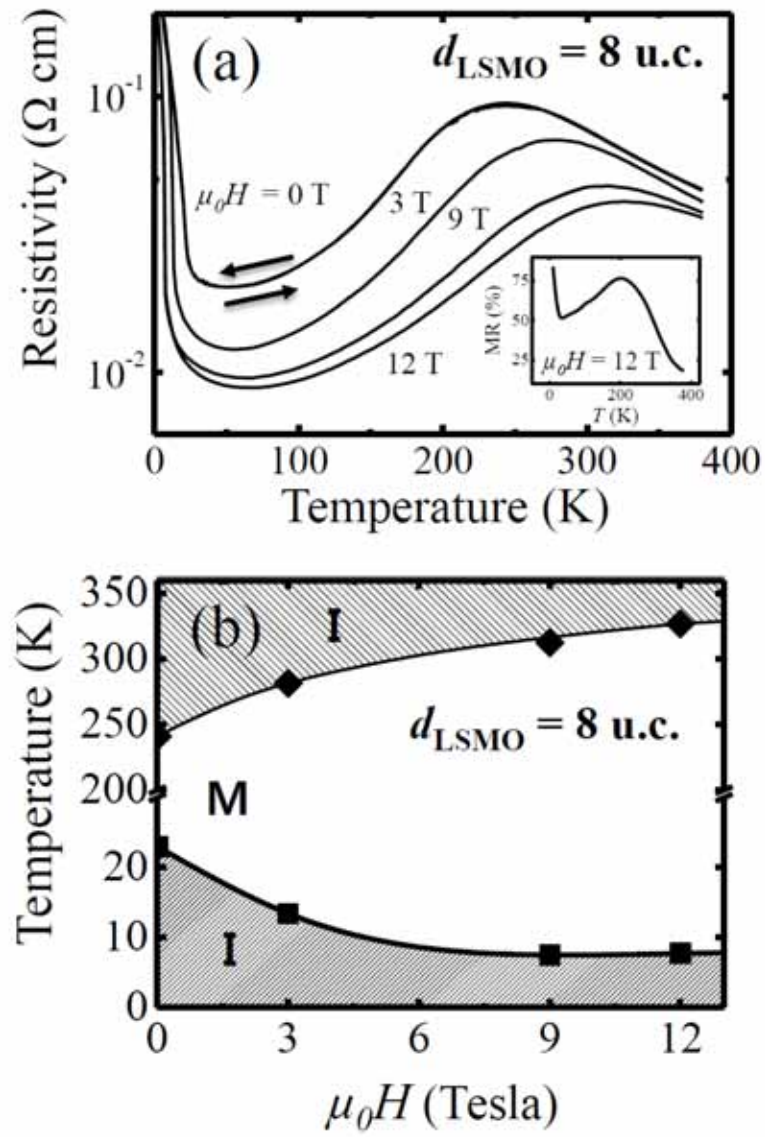 (a)
d_LSMO = 8 u.c.
Resistivity (Ω cm)
10⁻¹
10⁻²
μ₀H = 0 T
3 T
9 T
12 T
MR (%)
75
50
25
μ₀H = 12 T
0 200 400
T (K)
0 100 200 300 400
Temperature (K)
(b)
I
d_LSMO = 8 u.c.
M
I
Temperature (K)
350
300
250
200
20
10
0
0 3 6 9 12
μ₀H (Tesla)